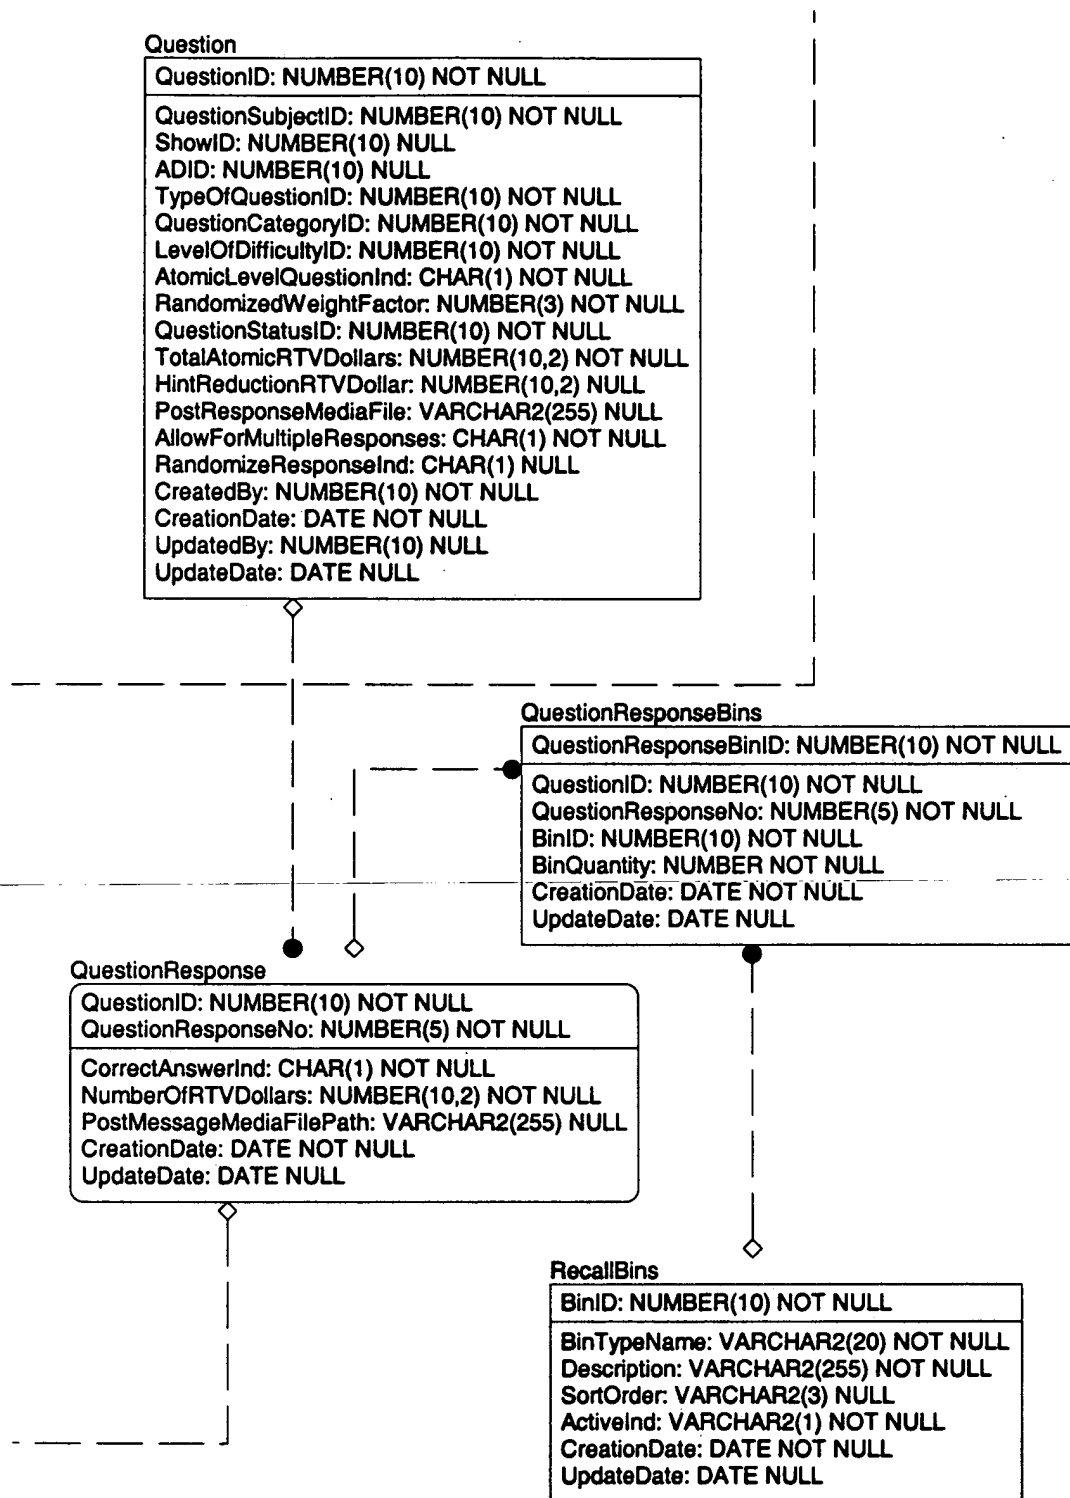 Question
QuestionID: NUMBER(10) NOT NULL
QuestionSubjectID: NUMBER(10) NOT NULL
ShowID: NUMBER(10) NULL
ADID: NUMBER(10) NULL
TypeOfQuestionID: NUMBER(10) NOT NULL
QuestionCategoryID: NUMBER(10) NOT NULL
LevelOfDifficultyID: NUMBER(10) NOT NULL
AtomicLevelQuestionInd: CHAR(1) NOT NULL
RandomizedWeightFactor: NUMBER(3) NOT NULL
QuestionStatusID: NUMBER(10) NOT NULL
TotalAtomicRTVDollars: NUMBER(10,2) NOT NULL
HintReductionRTVDollar: NUMBER(10,2) NULL
PostResponseMediaFile: VARCHAR2(255) NULL
AllowForMultipleResponses: CHAR(1) NOT NULL
RandomizeResponseInd: CHAR(1) NULL
CreatedBy: NUMBER(10) NOT NULL
CreationDate: DATE NOT NULL
UpdatedBy: NUMBER(10) NULL
UpdateDate: DATE NULL
QuestionResponseBins
QuestionResponseBinID: NUMBER(10) NOT NULL
QuestionID: NUMBER(10) NOT NULL
QuestionResponseNo: NUMBER(5) NOT NULL
BinID: NUMBER(10) NOT NULL
BinQuantity: NUMBER NOT NULL
CreationDate: DATE NOT NULL
UpdateDate: DATE NULL
QuestionResponse
QuestionID: NUMBER(10) NOT NULL
QuestionResponseNo: NUMBER(5) NOT NULL
CorrectAnswerInd: CHAR(1) NOT NULL
NumberOfRTVDollars: NUMBER(10,2) NOT NULL
PostMessageMediaFilePath: VARCHAR2(255) NULL
CreationDate: DATE NOT NULL
UpdateDate: DATE NULL
RecallBins
BinID: NUMBER(10) NOT NULL
BinTypeName: VARCHAR2(20) NOT NULL
Description: VARCHAR2(255) NOT NULL
SortOrder: VARCHAR2(3) NULL
ActiveInd: VARCHAR2(1) NOT NULL
CreationDate: DATE NOT NULL
UpdateDate: DATE NULL